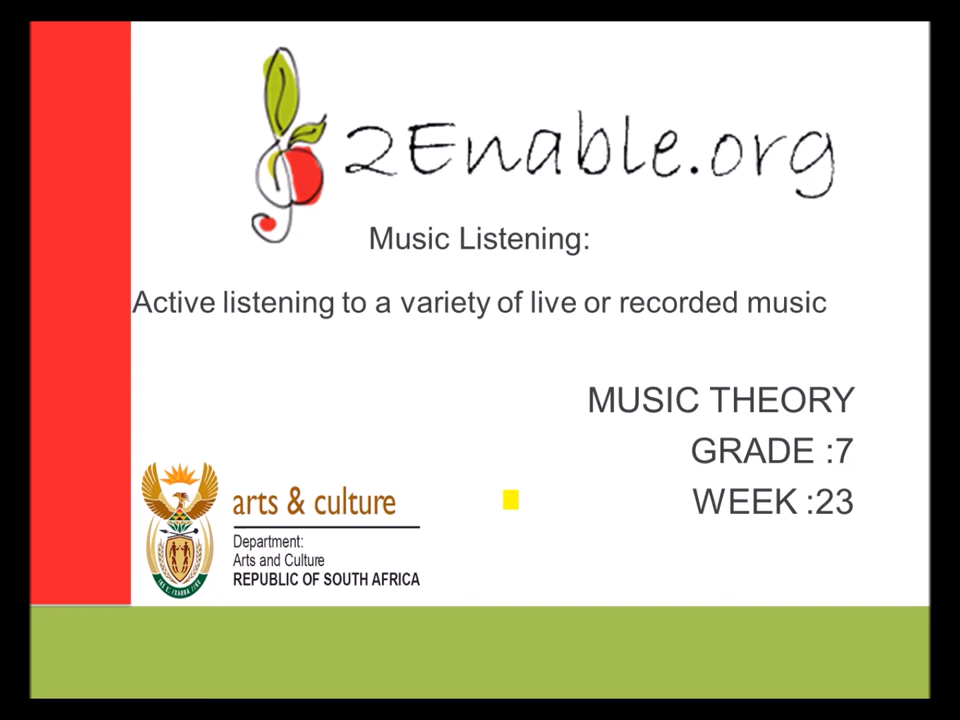 2Enable.org
Music Listening:
Active listening to a variety of live or recorded music
MUSIC THEORY
GRADE :7
WEEK :23
arts & culture
Department:
Arts and Culture
REPUBLIC OF SOUTH AFRICA